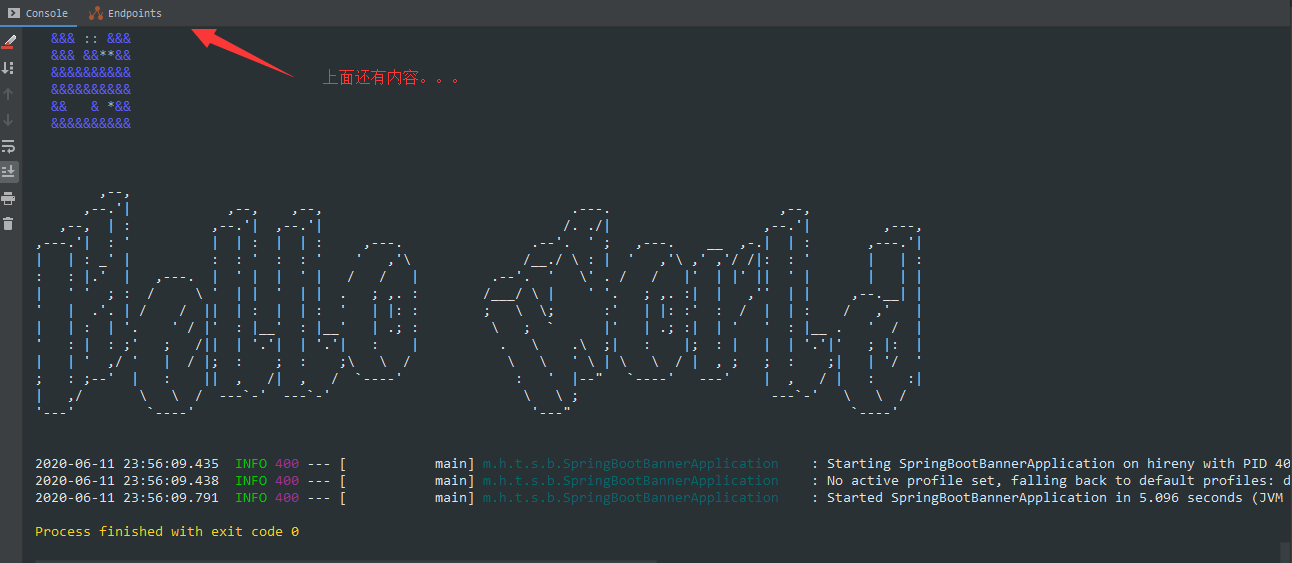 Console Endpoints
&&& :: &&&
&&& &&**&&
上面还有内容。。。
&&&&&&&&&&
&&&&&&&&&&
&&   & *&&
&&&&&&&&&&
Hello World
2020-06-11 23:56:09.435  INFO 400 --- [           main] m.h.t.s.b.SpringBootBannerApplication    : Starting SpringBootBannerApplication on hireny with PID 40
2020-06-11 23:56:09.438  INFO 400 --- [           main] m.h.t.s.b.SpringBootBannerApplication    : No active profile set, falling back to default profiles: d
2020-06-11 23:56:09.791  INFO 400 --- [           main] m.h.t.s.b.SpringBootBannerApplication    : Started SpringBootBannerApplication in 5.096 seconds (JVM
Process finished with exit code 0